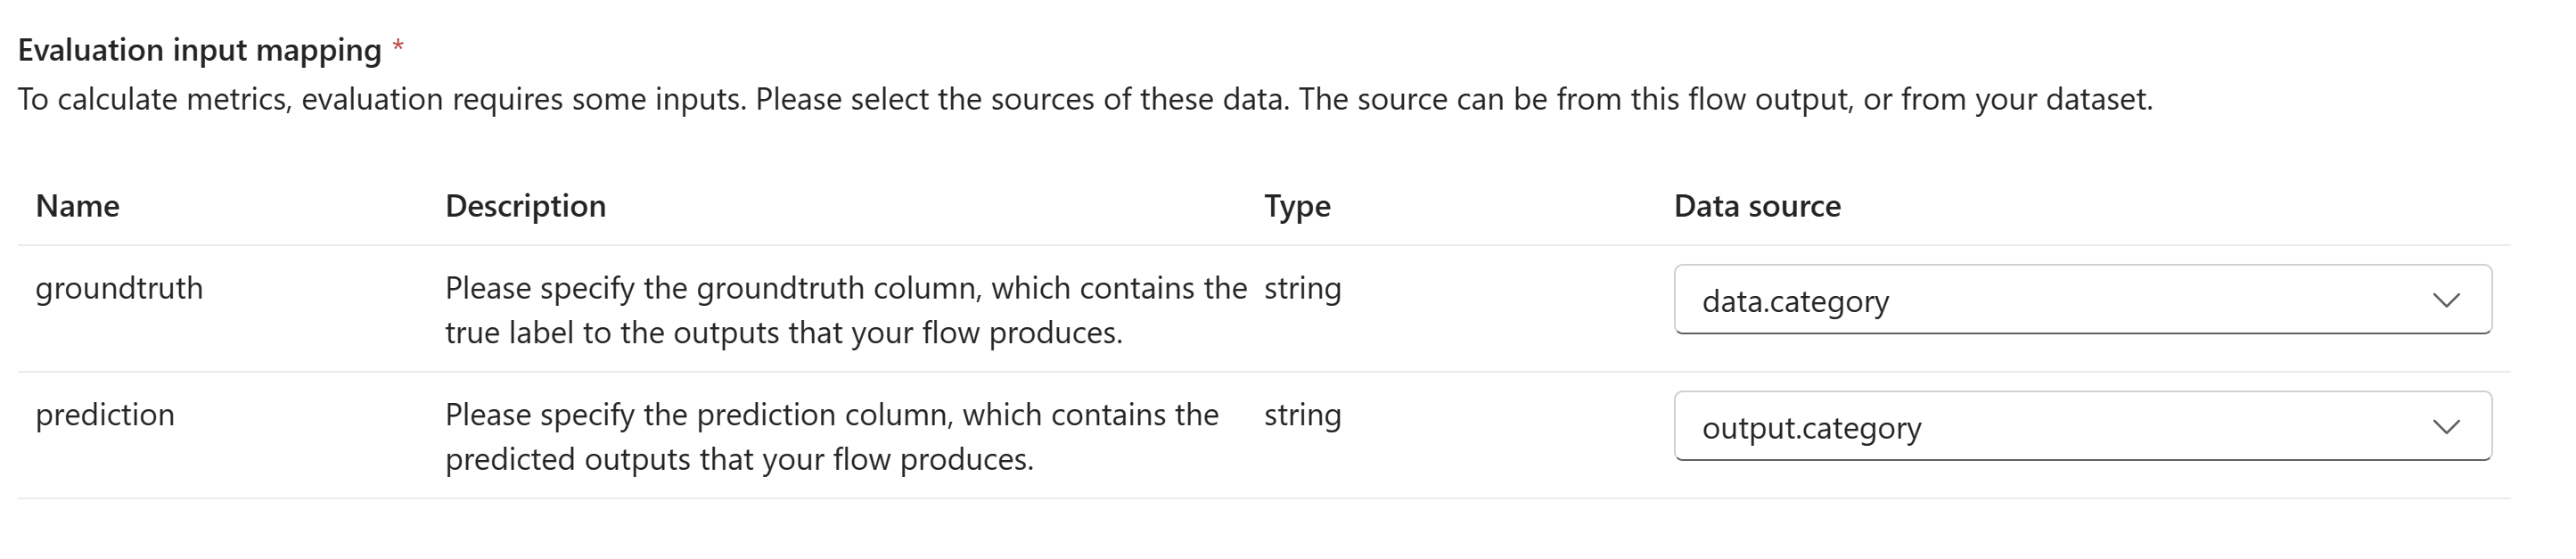 Evaluation input mapping *
To calculate metrics, evaluation requires some inputs. Please select the sources of these data. The source can be from this flow output, or from your dataset.
Name Description Type Data source
groundtruth Please specify the groundtruth column, which contains the string data.category
true label to the outputs that your flow produces.
prediction Please specify the prediction column, which contains the string output.category
predicted outputs that your flow produces.